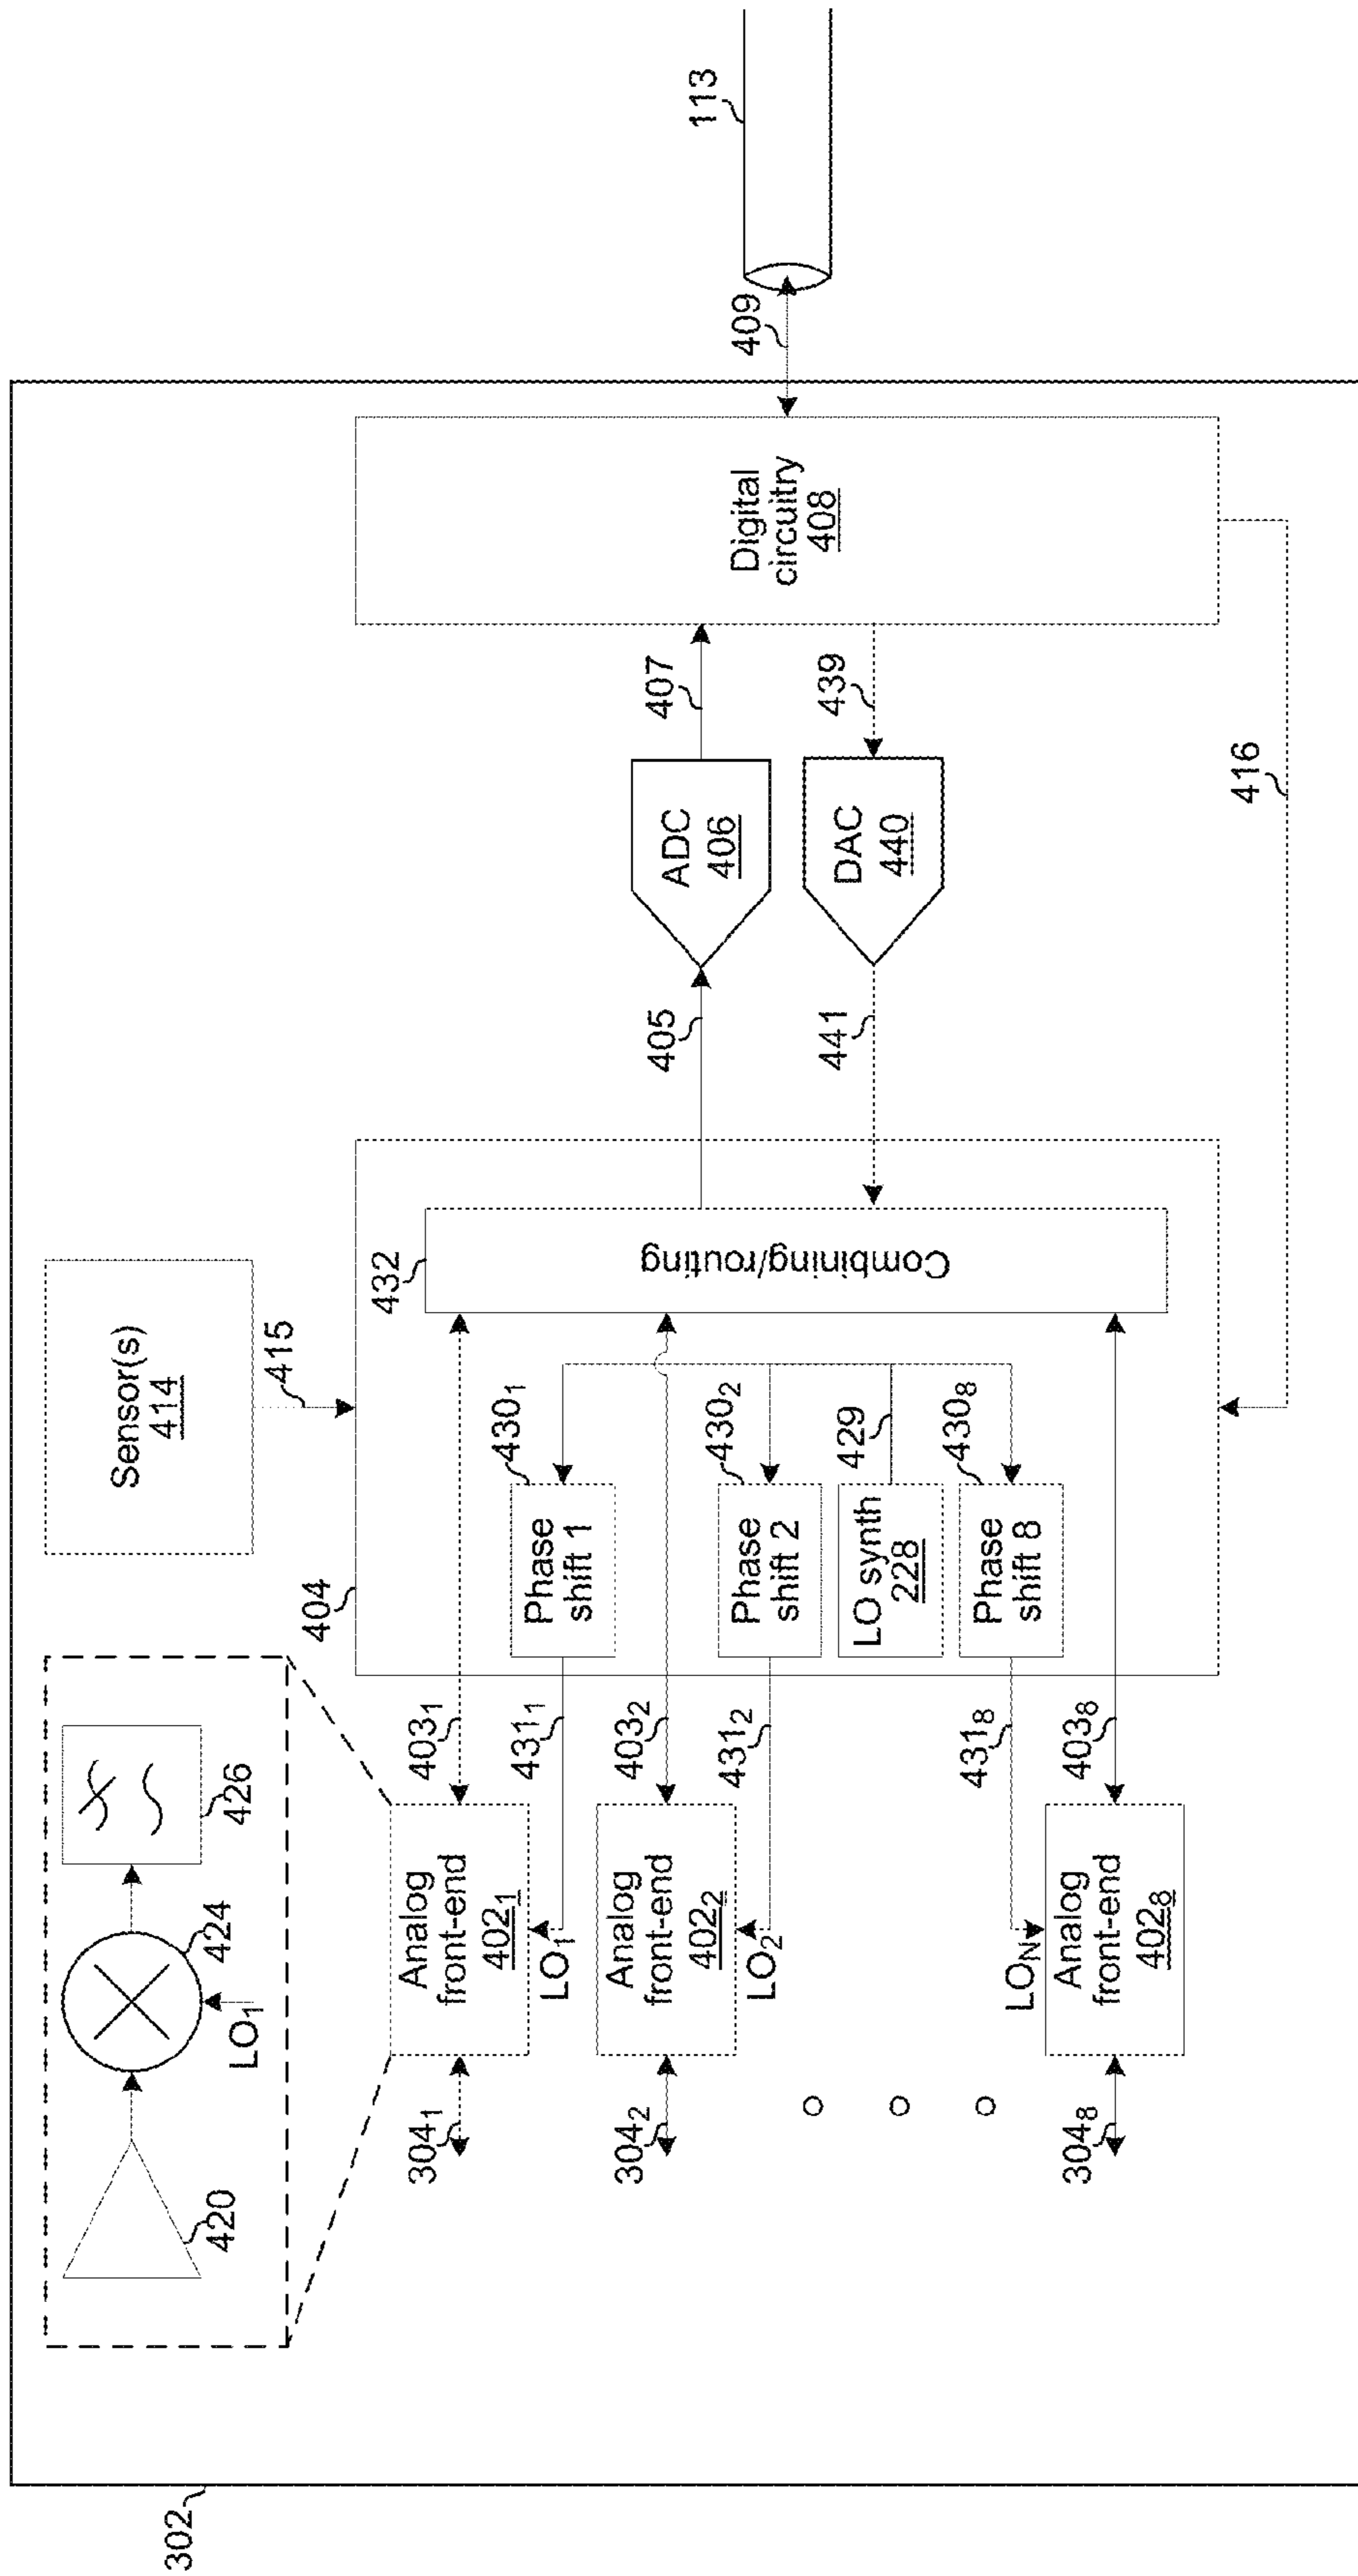 302
420
424
LO1
426
Sensor(s)
414
415
404
304₁
Analog
front-end
402₁
LO₁
403₁
431₁
Phase
shift 1
430₁
432
Combining/routing
304₂
Analog
front-end
402₂
LO₂
403₂
431₂
Phase
shift 2
430₂
LO synth
228
429
Phase
shift 8
430₈
431₈
LO_N
304₈
Analog
front-end
402₈
403₈
405
ADC
406
407
441
DAC
440
439
Digital
circuitry
408
409
113
416